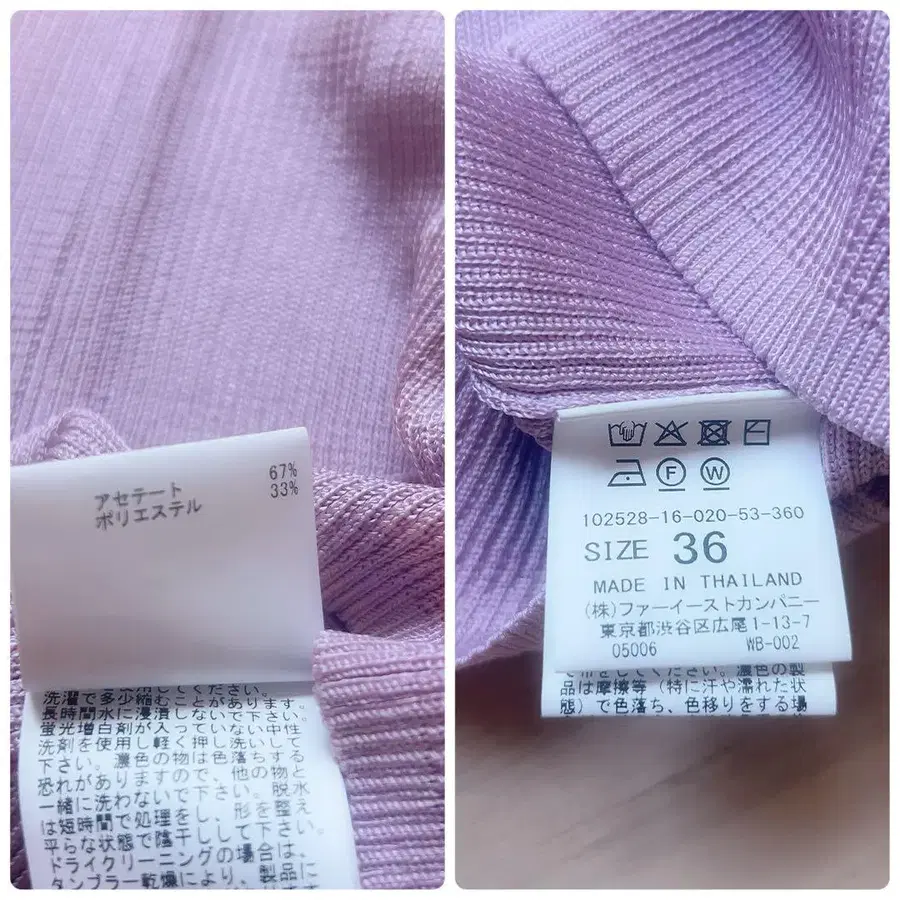 アセテート 67%
ポリエステル 33%
洗濯で多少縮むことがあります。
長時間水に浸漬しないで下さい。
蛍光増白剤が入っていない中性
洗剤を使用し軽く押し洗いして
下さい。濃色の物は色落ちする
恐れがありますので、他の物と
一緒に洗わないで下さい。脱水
は短時間で処理をし、形を整え
平らな状態で陰干しして下さい。
ドライクリーニングの場合は、
タンブラー乾燥により、製品に
F W
102528-16-020-53-360
SIZE 36
MADE IN THAILAND
(株)ファーイーストカンパニー
東京都渋谷区広尾1-13-7
05006 WB-002
ください。濃色の製
品は摩擦等（特に汗や濡れた状
態）で色落ち、色移りをする場